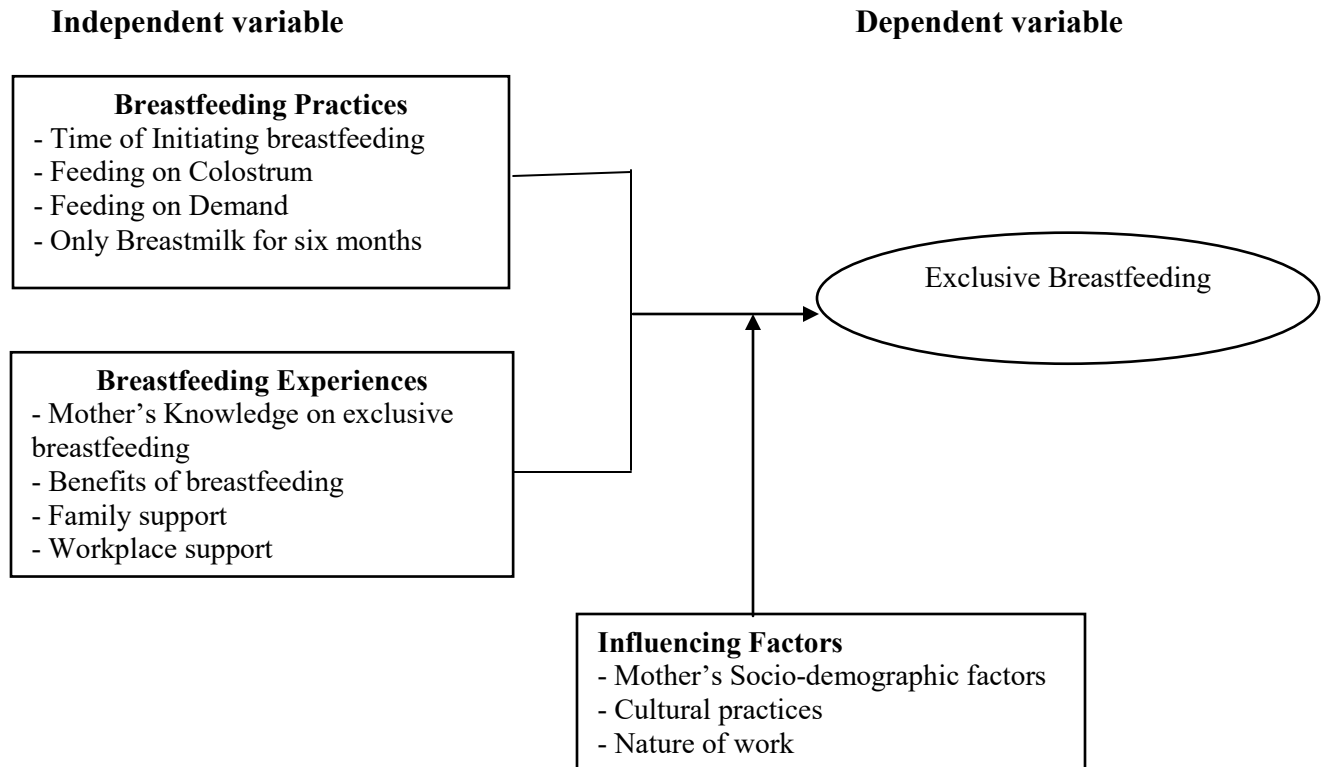 Independent variable
Dependent variable
Breastfeeding Practices
- Time of Initiating breastfeeding
- Feeding on Colostrum
- Feeding on Demand
- Only Breastmilk for six months
Exclusive Breastfeeding
Breastfeeding Experiences
- Mother’s Knowledge on exclusive
breastfeeding
- Benefits of breastfeeding
- Family support
- Workplace support
Influencing Factors
- Mother’s Socio-demographic factors
- Cultural practices
- Nature of work